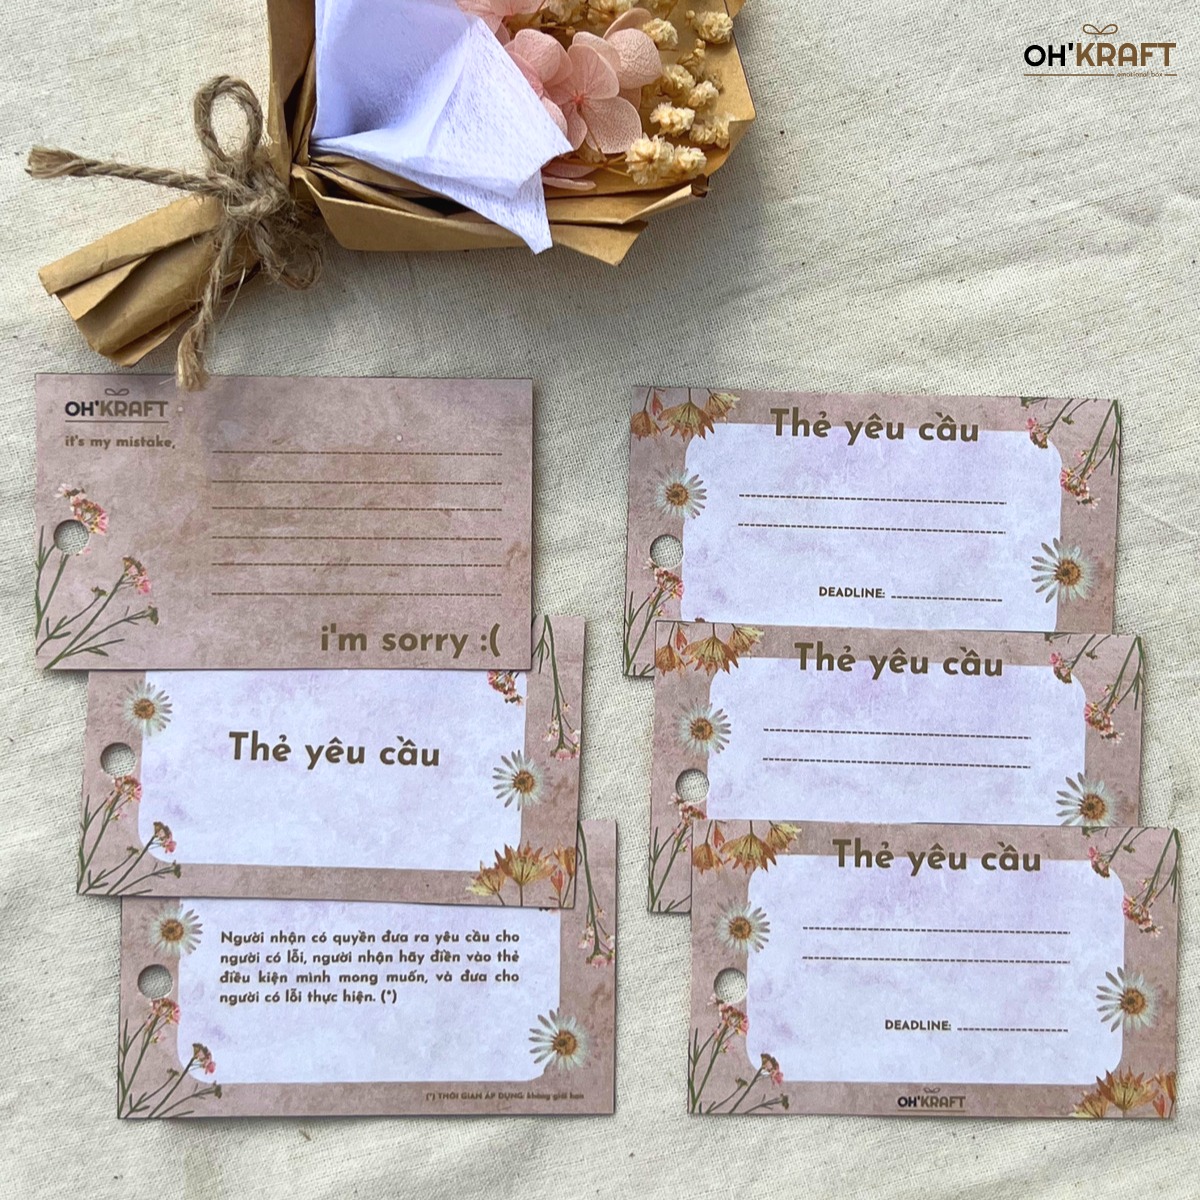 OH'KRAFT
emotional box
OH'KRAFT
it's my mistake,
i'm sorry :(
Thẻ yêu cầu
Người nhận có quyền đưa ra yêu cầu cho
người có lỗi, người nhận hãy điền vào thẻ
điều kiện mình mong muốn, và đưa cho
người có lỗi thực hiện. (*)
(*) THỜI GIAN ÁP DỤNG: không giới hạn
Thẻ yêu cầu
DEADLINE:
Thẻ yêu cầu
Thẻ yêu cầu
DEADLINE:
OH'KRAFT